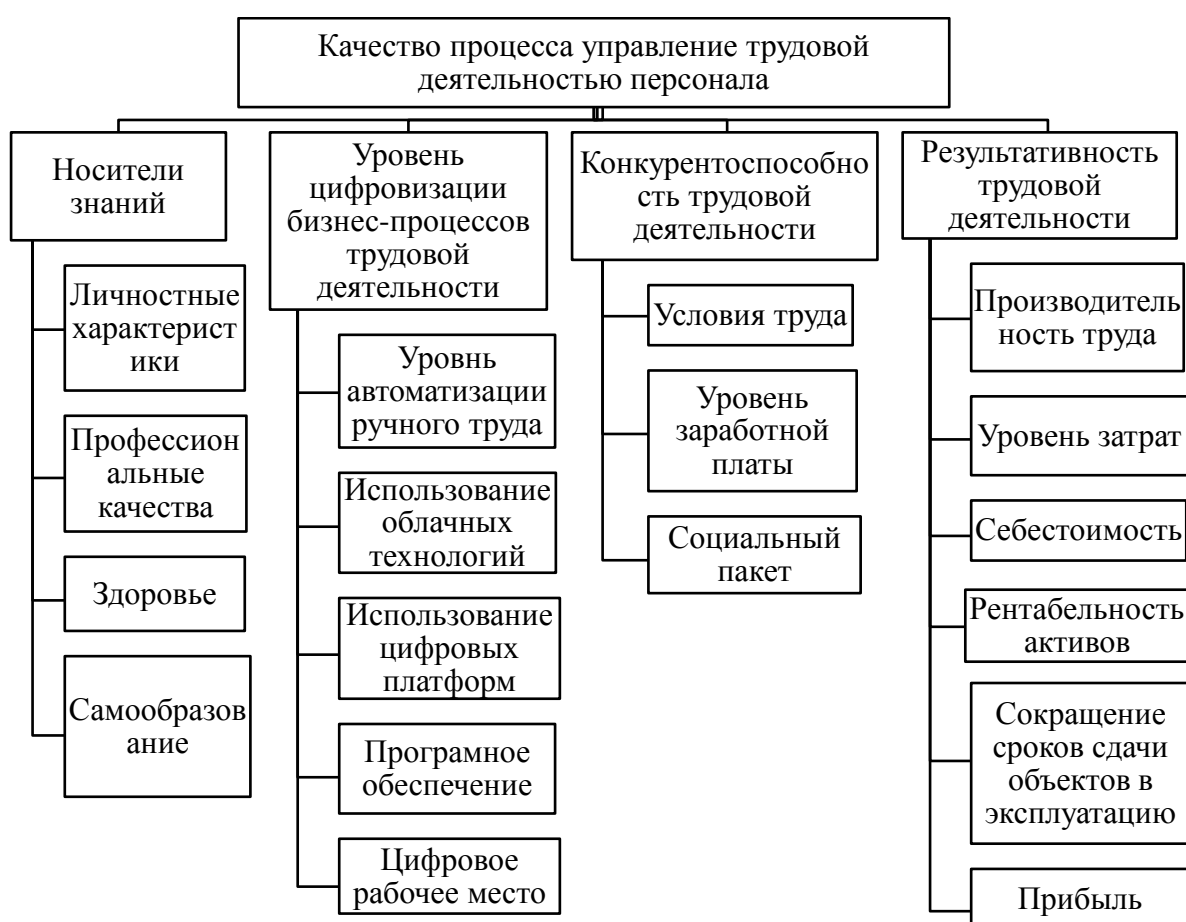 Качество процесса управление трудовой
деятельностью персонала
Носители
знаний
Личностные
характерист
ики
Профессион
альные
качества
Здоровье
Самообразов
ание
Уровень
цифровизации
бизнес-процессов
трудовой
деятельности
Уровнь
автоматизации
ручного труда
Использование
облачных
технологий
Использование
цифровых
платформ
Програмное
обеспечение
Цифровое
рабочее место
Конкурентоспособно
сть трудовой
деятельности
Условия труда
Уровень
заработной
платы
Социальный
пакет
Результативность
трудовой
деятельности
Производитель
ность труда
Уровень затрат
Себестоимость
Рентабельность
активов
Сокращение
сроков сдачи
объектов в
эксплуатацию
Прибыль